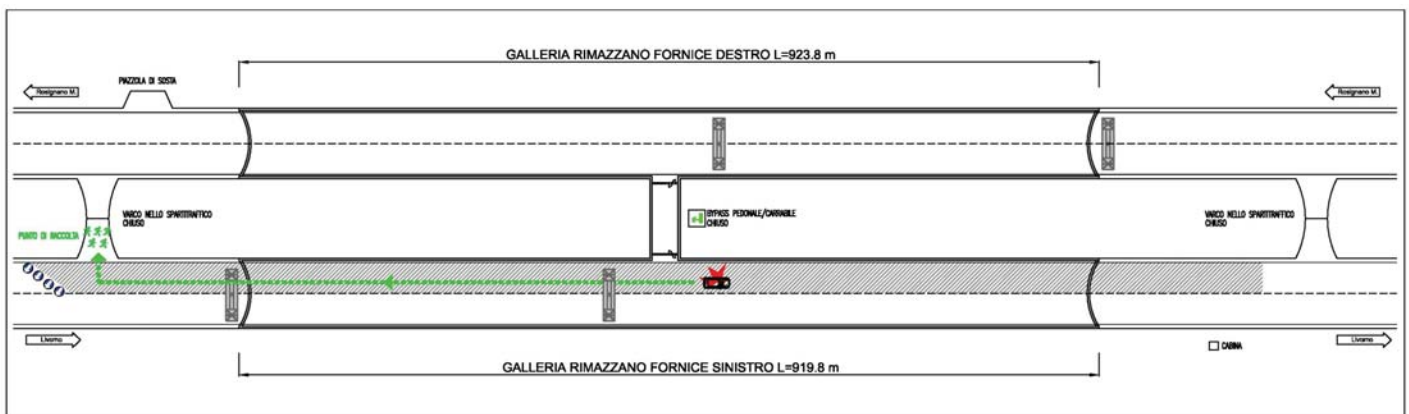 GALLERIA RIMAZZANO FORNICE DESTRO L=923.8 m
PIAZZOLA DI SOSTA
Rosignano M.
Rosignano M.
VARCO NELLO SPARTITRAFFICO
CHIUSO
BYPASS PEDONALE/CARRABILE
CHIUSO
VARCO NELLO SPARTITRAFFICO
CHIUSO
PUNTO DI RACCOLTA
Livorno
Livorno
CABINA
GALLERIA RIMAZZANO FORNICE SINISTRO L=919.8 m